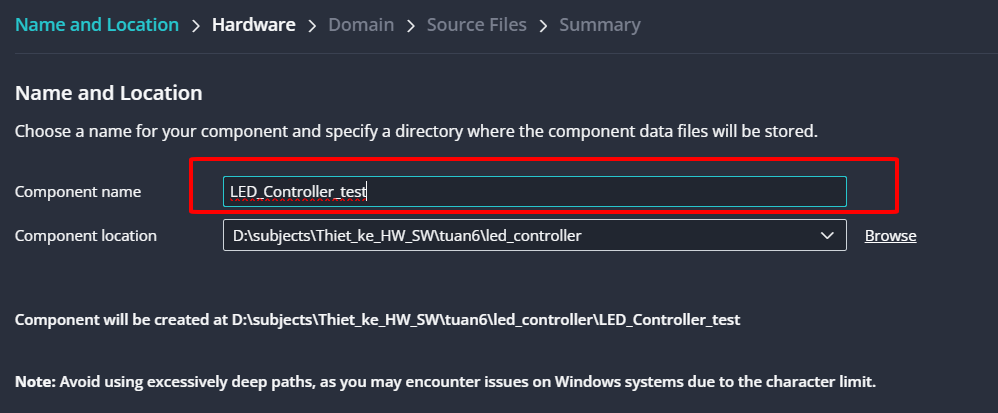 Name and Location > Hardware > Domain > Source Files > Summary
Name and Location
Choose a name for your component and specify a directory where the component data files will be stored.
Component name LED_Controller_test
Component location D:\subjects\Thiet_ke_HW_SW\tuan6\led_controller Browse
Component will be created at D:\subjects\Thiet_ke_HW_SW\tuan6\led_controller\LED_Controller_test
Note: Avoid using excessively deep paths, as you may encounter issues on Windows systems due to the character limit.